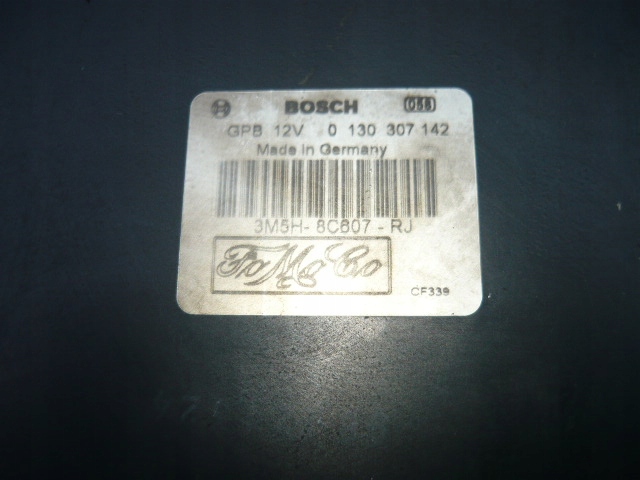 BOSCH 058
GPB 12V 0 130 307 142
Made in Germany
3M5H-8C607-RJ
FoMoCo
CF339